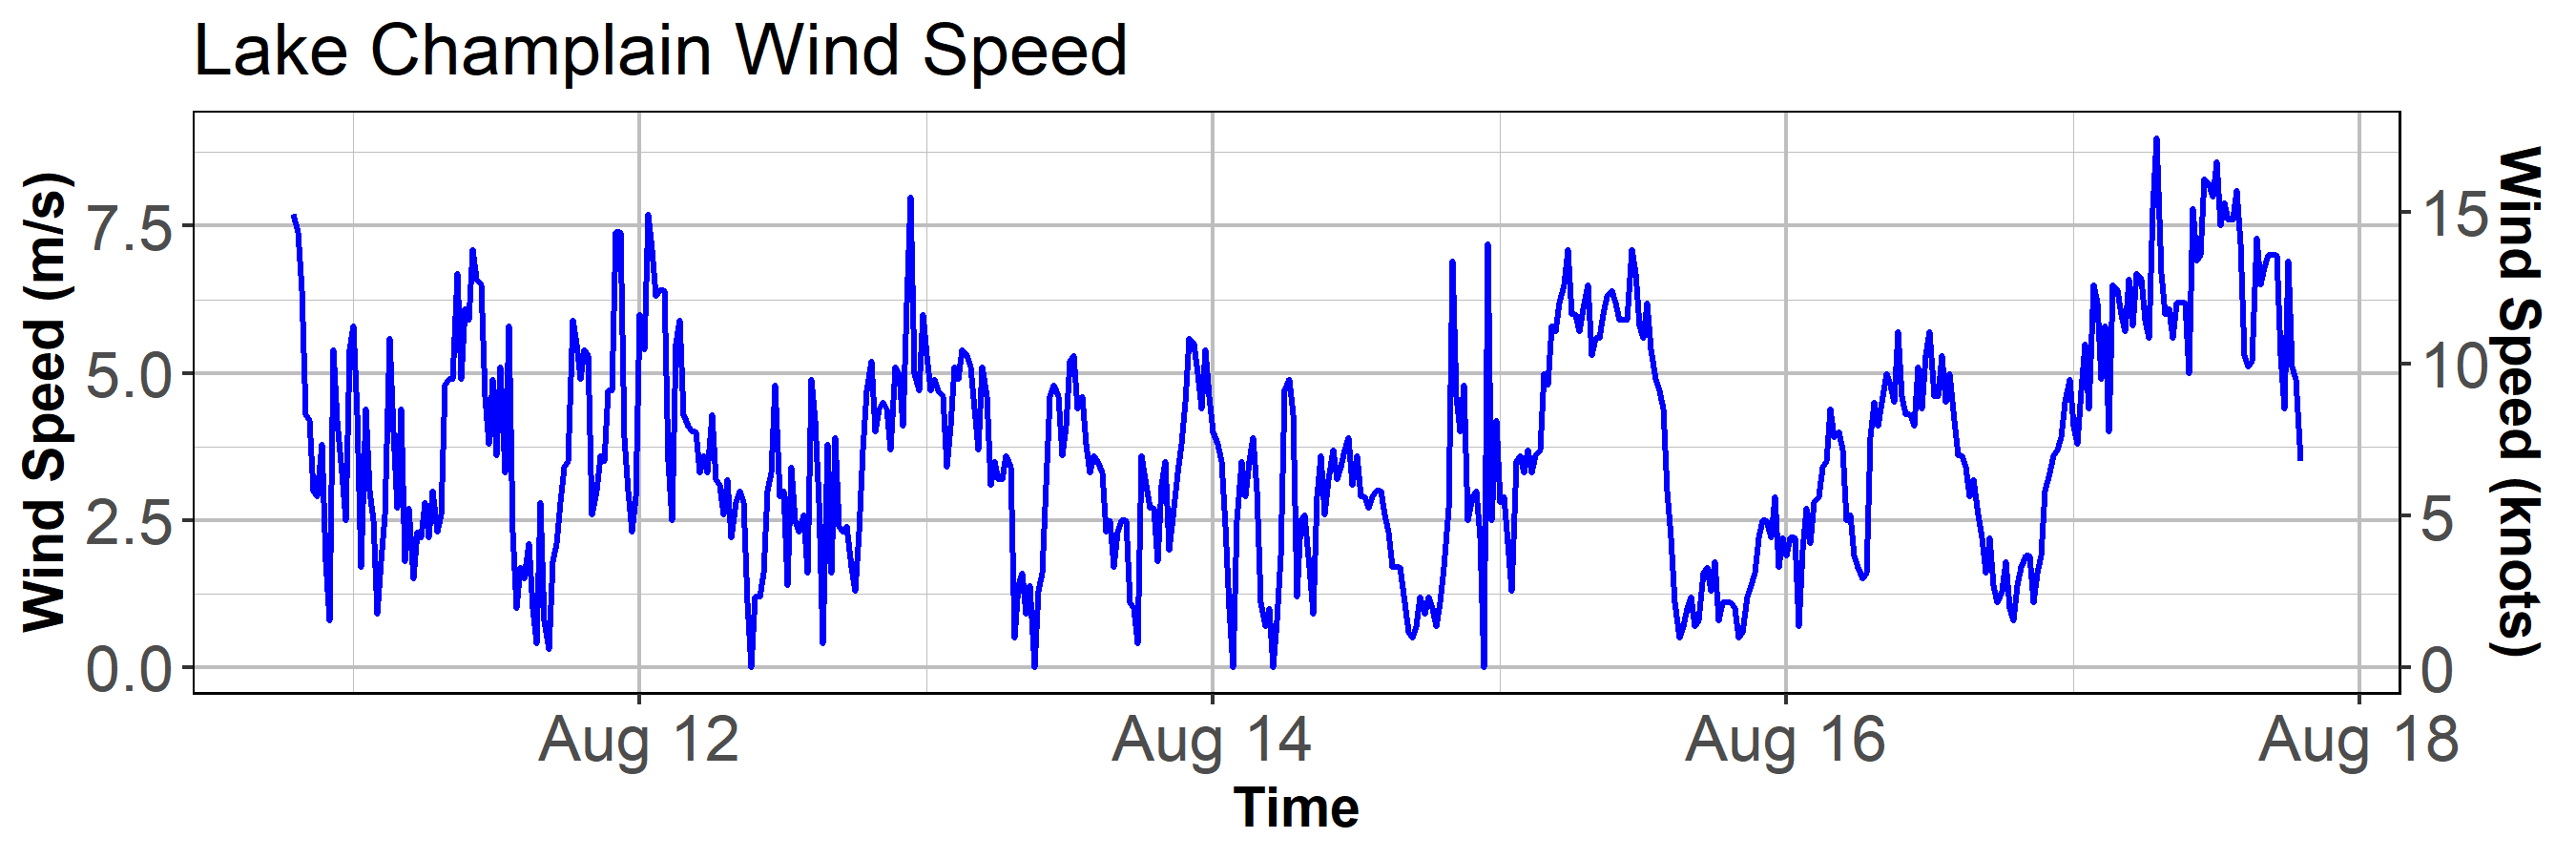 Lake Champlain Wind Speed
Wind Speed (m/s)
7.5
5.0
2.5
0.0
15
10
5
0
Wind Speed (knots)
Aug 12
Aug 14
Aug 16
Aug 18
Time